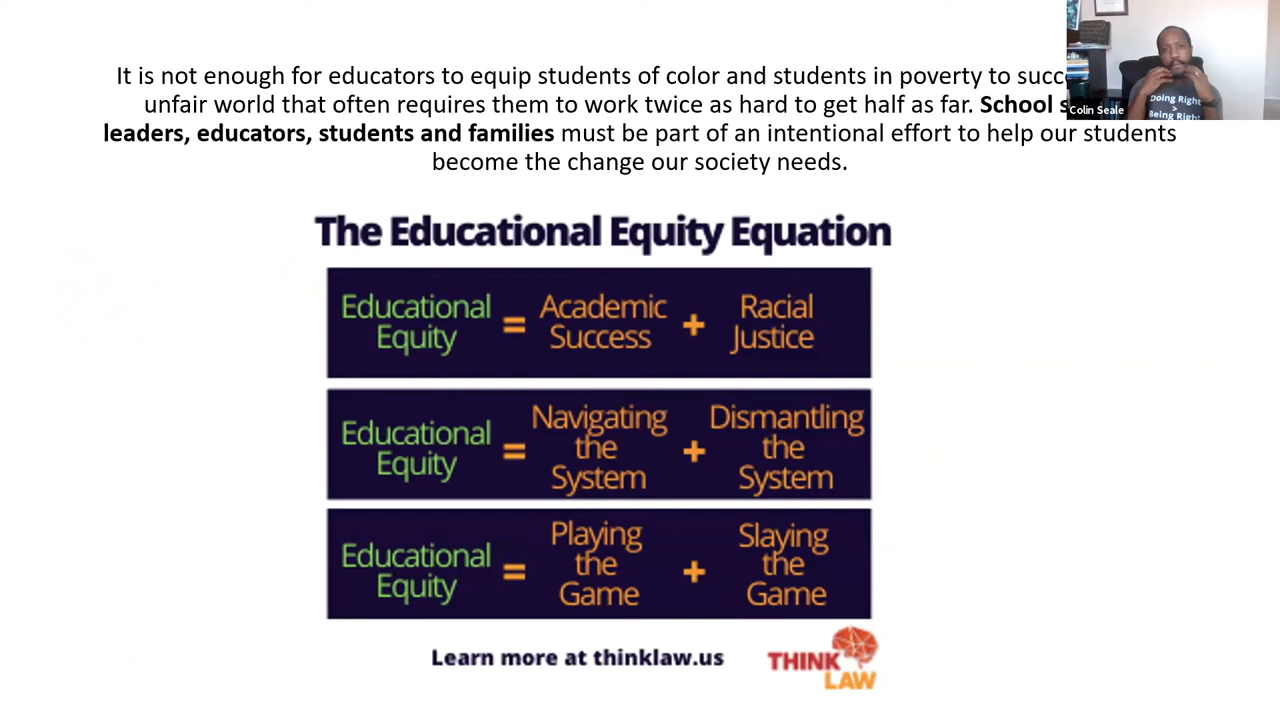 It is not enough for educators to equip students of color and students in poverty to
unfair world that often requires them to work twice as hard to get half as far. School
leaders, educators, students and families must be part of an intentional effort to help our students
become the change our society needs.
Colin Seale
Doing Right
>
Being Right
The Educational Equity Equation
Educational Equity = Academic Success + Racial Justice
Educational Equity = Navigating the System + Dismantling the System
Educational Equity = Playing the Game + Slaying the Game
Learn more at thinklaw.us
THINK
LAW